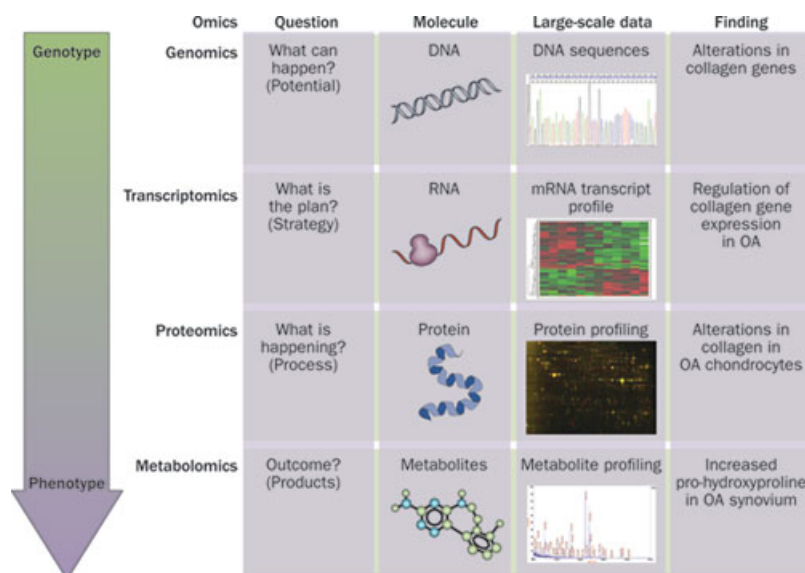 Omics Question Molecule Large-scale data Finding
Genotype
Genomics
What can
happen?
(Potential)
DNA
DNA sequences
Alterations in
collagen genes
Transcriptomics
What is
the plan?
(Strategy)
RNA
mRNA transcript
profile
Regulation of
collagen gene
expression
in OA
Proteomics
What is
happening?
(Process)
Protein
Protein profiling
Alterations in
collagen in
OA chondrocytes
Phenotype
Metabolomics
Outcome?
(Products)
Metabolites
Metabolite profiling
Increased
pro-hydroxyproline
in OA synovium